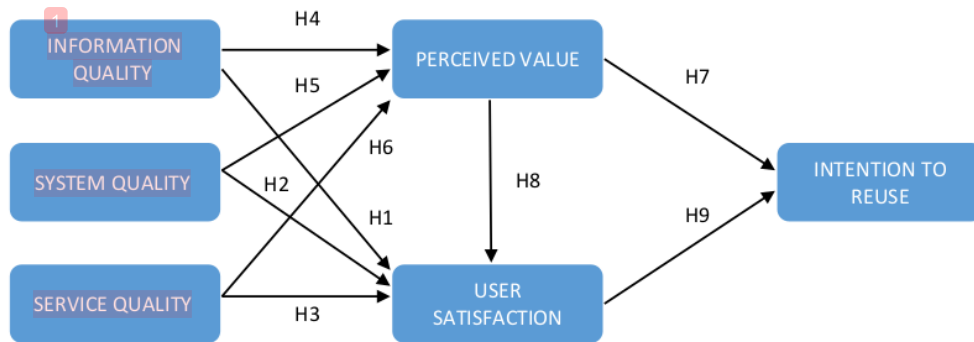 1
INFORMATION
QUALITY
H4
PERCEIVED VALUE
H5
H7
H6
SYSTEM QUALITY
H2
H8
INTENTION TO
REUSE
H1
H9
SERVICE QUALITY
H3
USER
SATISFACTION